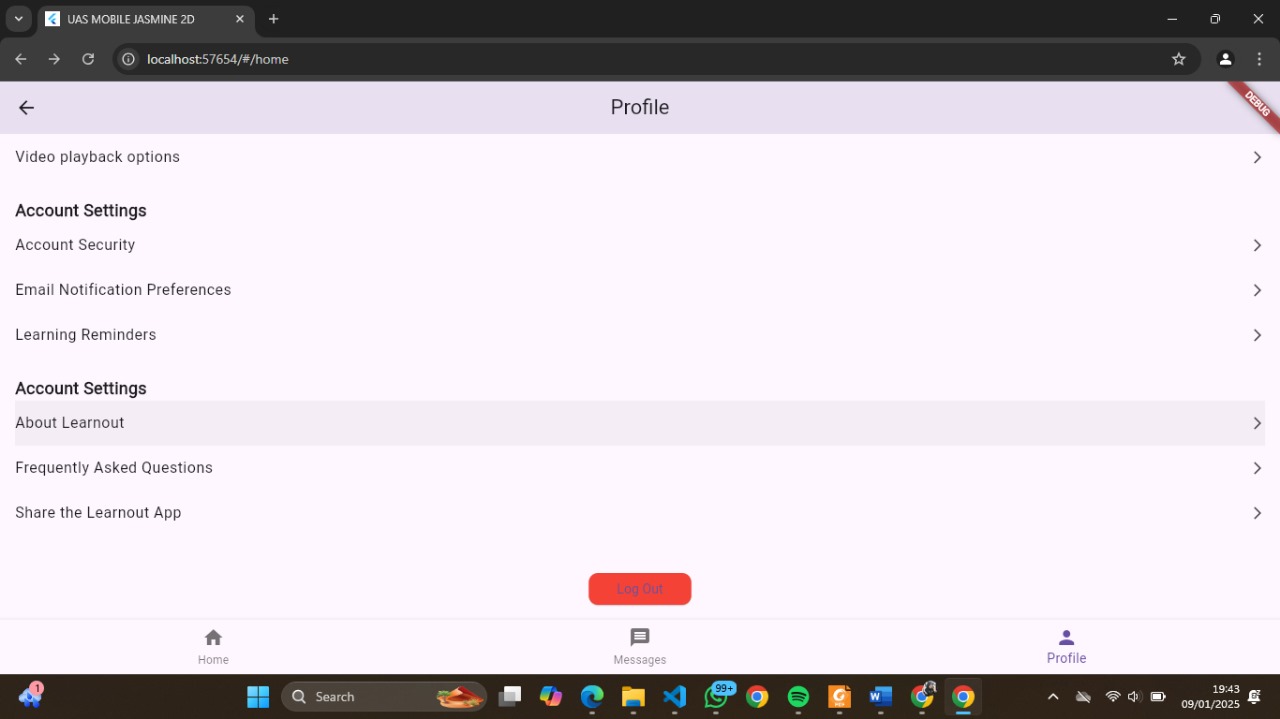 UAS MOBILE JASMINE 2D
localhost:57654/#/home
Profile
DEBUG
Video playback options
Account Settings
Account Security
Email Notification Preferences
Learning Reminders
Account Settings
About Learnout
Frequently Asked Questions
Share the Learnout App
Log Out
Home
Messages
Profile
1
Search
99+
PDF
19:43
09/01/2025